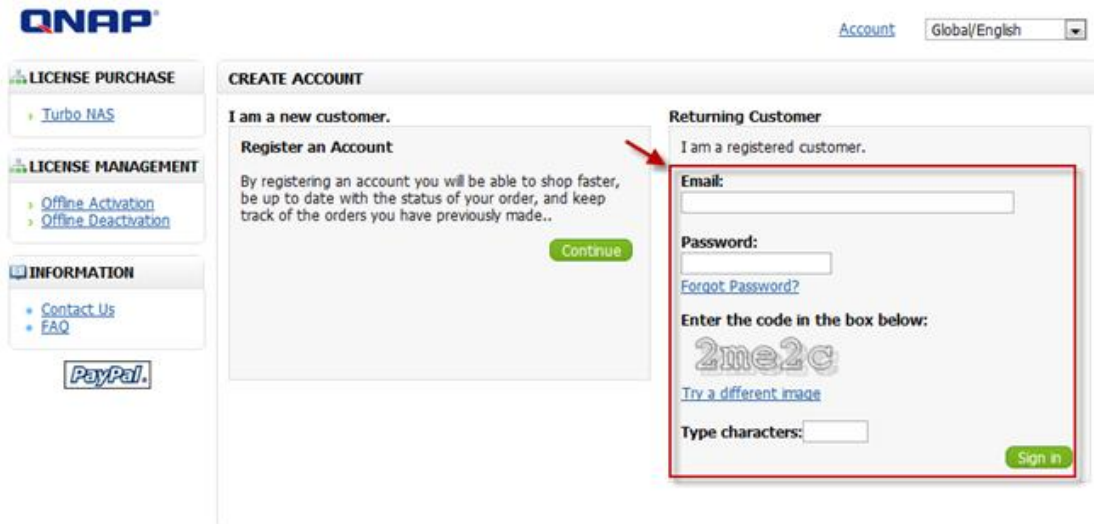 QNAP
Account
Global/English
LICENSE PURCHASE
Turbo NAS
LICENSE MANAGEMENT
Offline Activation
Offline Deactivation
INFORMATION
Contact Us
FAQ
PayPal.
CREATE ACCOUNT
I am a new customer.
Register an Account
By registering an account you will be able to shop faster,
be up to date with the status of your order, and keep
track of the orders you have previously made..
Continue
Returning Customer
I am a registered customer.
Email:
Password:
Forgot Password?
Enter the code in the box below:
2me2c
Try a different image
Type characters:
Sign in